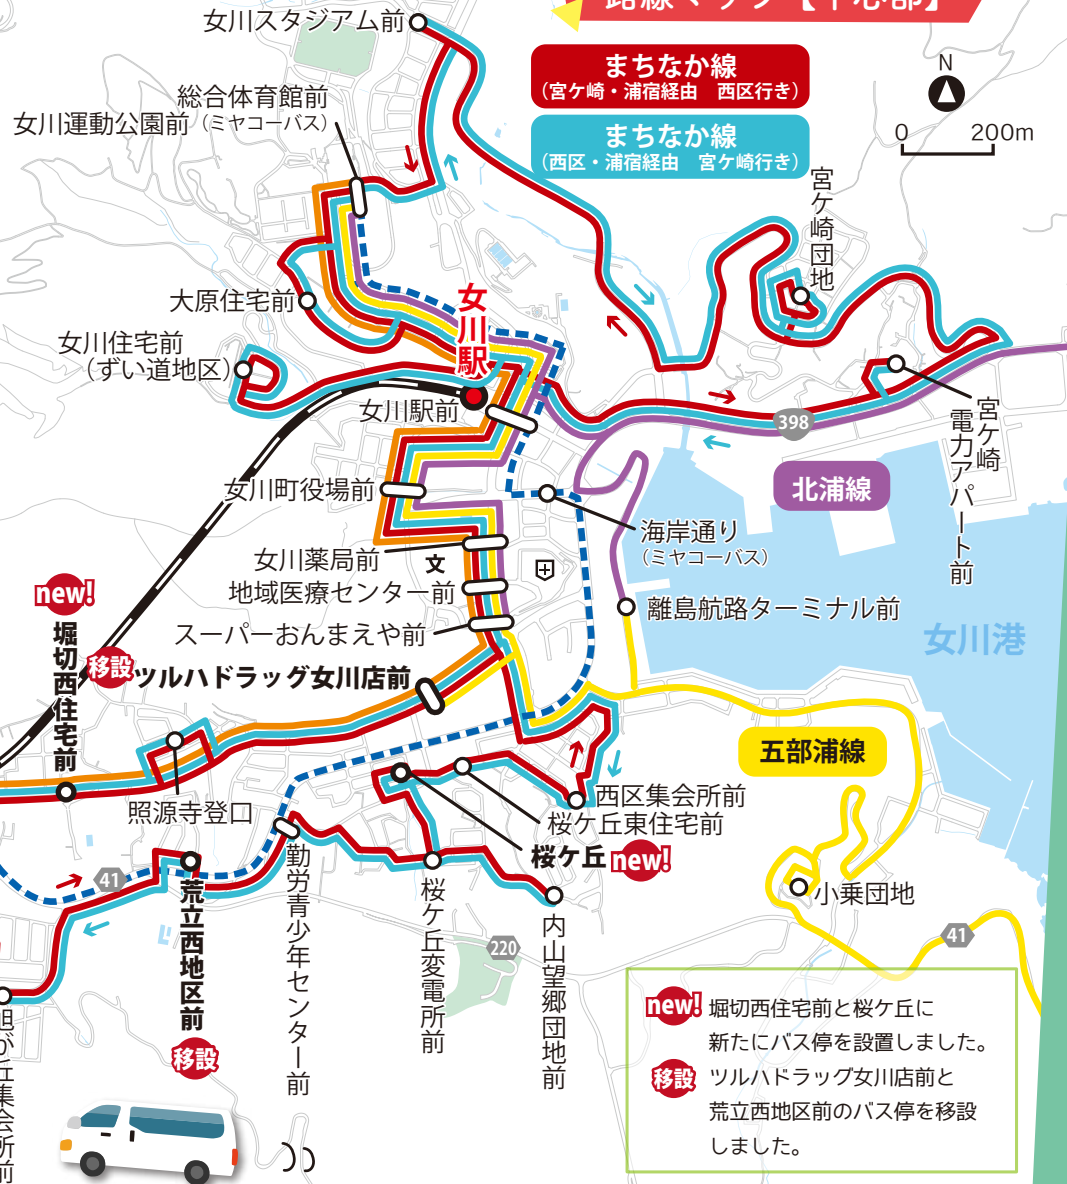 女川スタジアム前
まちなか線
（宮ケ崎・浦宿経由　西区行き）
まちなか線
（西区・浦宿経由　宮ケ崎行き）
N
0　200m
総合体育館前
女川運動公園前（ミヤコーバス）
宮ケ崎団地
大原住宅前
女川住宅前
（ずい道地区）
女川駅
女川駅前
398
宮ケ崎
電力アパート前
北浦線
女川町役場前
海岸通り
（ミヤコーバス）
女川薬局前
文
地域医療センター前
スーパーおんまえや前
離島航路ターミナル前
女川港
new!
堀切西住宅前
移設
ツルハドラッグ女川店前
五部浦線
照源寺登口
西区集会所前
桜ケ丘東住宅前
桜ケ丘
new!
小乗団地
41
41
荒立西地区前
移設
勤労青少年センター前
桜ケ丘変電所前
内山望郷団地前
220
旭が丘集会所前
new! 堀切西住宅前と桜ケ丘に
新たにバス停を設置しました。
移設 ツルハドラッグ女川店前と
荒立西地区前のバス停を移設
しました。